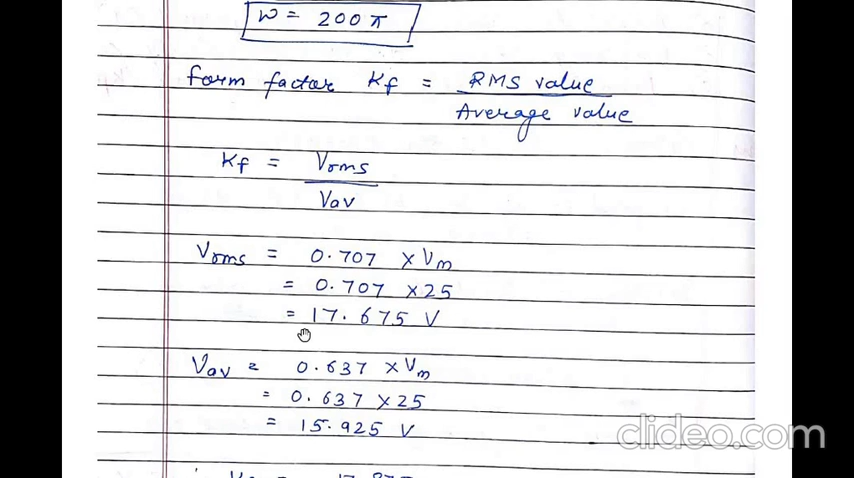 ω = 200 π
form factor Kf = RMS value / Average value
Kf = Vrms / Vav
Vrms = 0.707 × Vm
= 0.707 × 25
= 17.675 V
Vav = 0.637 × Vm
= 0.637 × 25
= 15.925 V
clideo.com